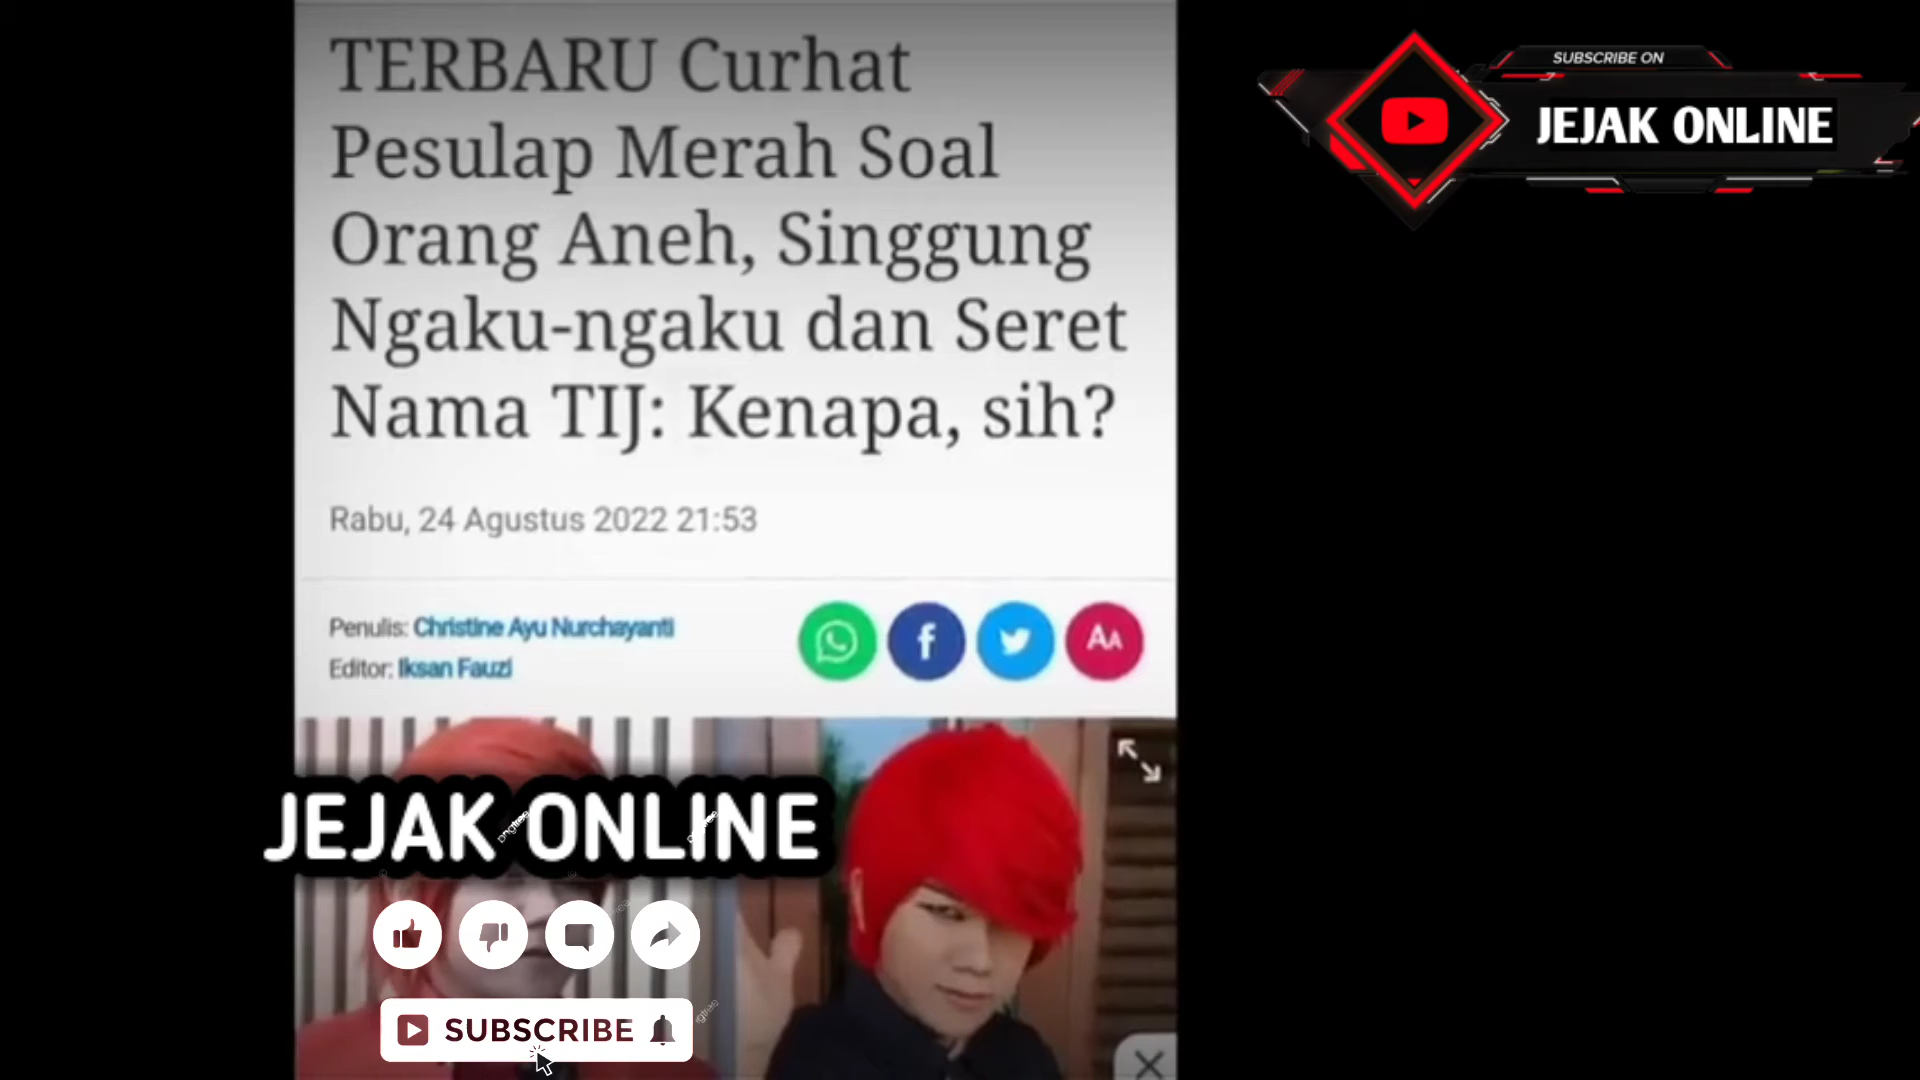 TERBARU Curhat
Pesulap Merah Soal
Orang Aneh, Singgung
Ngaku-ngaku dan Seret
Nama TIJ: Kenapa, sih?
Rabu, 24 Agustus 2022 21:53
Penulis: Christine Ayu Nurchayanti
Editor: Iksan Fauzi
AA
SUBSCRIBE ON
JEJAK ONLINE
JEJAK ONLINE
SUBSCRIBE